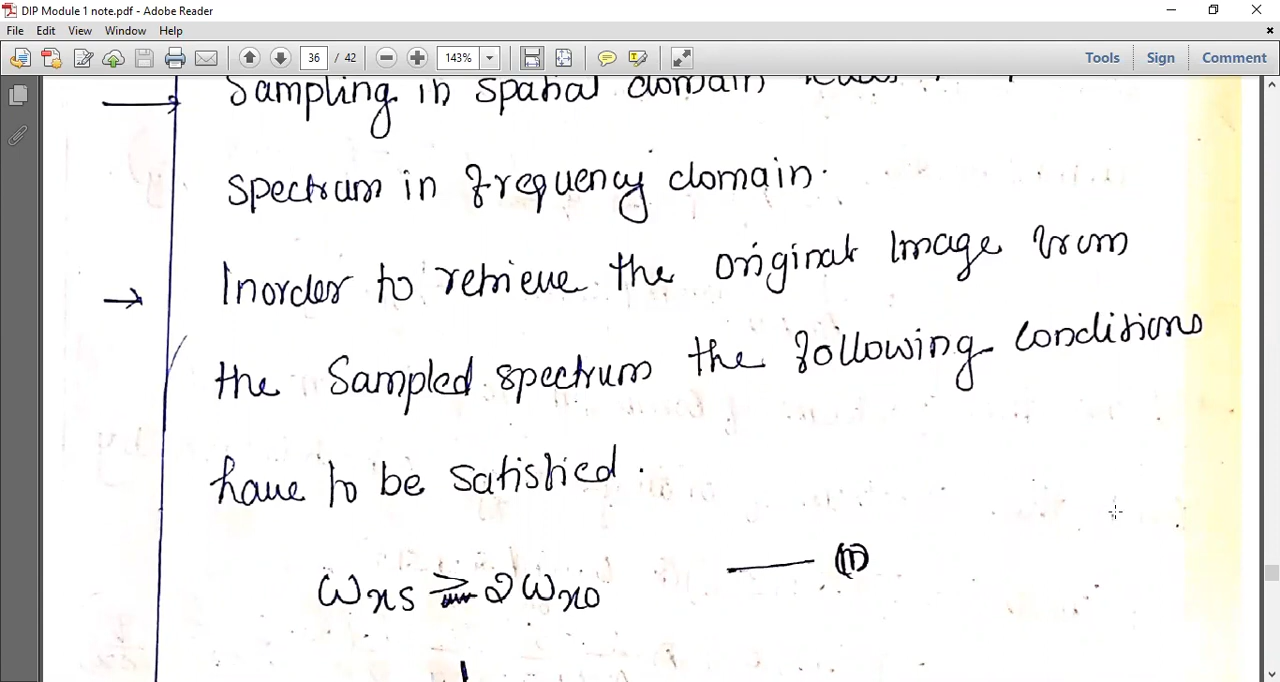 DIP Module 1 note.pdf - Adobe Reader
File Edit View Window Help
36 / 42 143% Tools Sign Comment
Sampling in spatial domain
spectrum in frequency domain.
→ Inorder to retrieve the original Image from
the Sampled spectrum the following conditions
have to be satisfied.
ωxs ≥ 2ωxo —— (11)